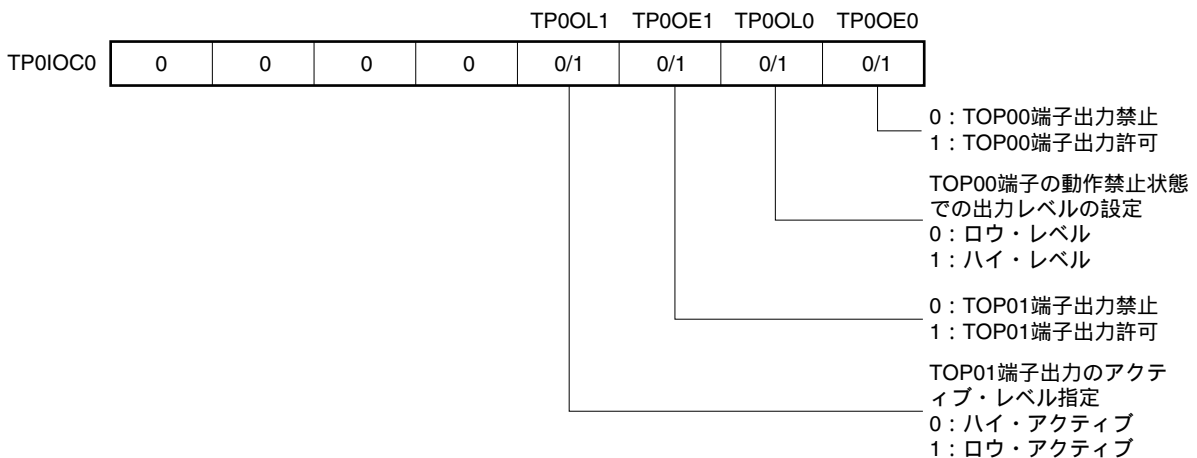 TP0OL1 TP0OE1 TP0OL0 TP0OE0
TP0IOC0 0 0 0 0 0/1 0/1 0/1 0/1
0：TOP00端子出力禁止
1：TOP00端子出力許可
TOP00端子の動作禁止状態
での出力レベルの設定
0：ロウ・レベル
1：ハイ・レベル
0：TOP01端子出力禁止
1：TOP01端子出力許可
TOP01端子出力のアクテ
ィブ・レベル指定
0：ハイ・アクティブ
1：ロウ・アクティブ